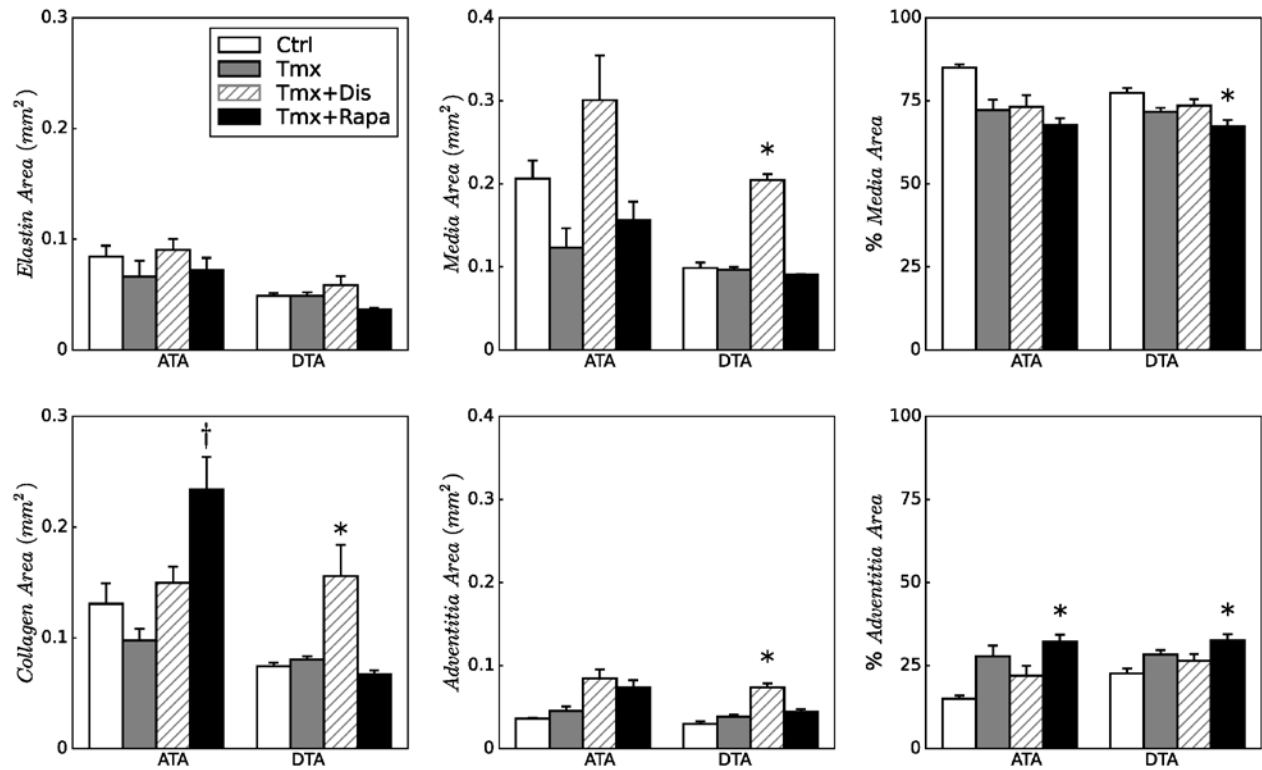 0.3
0.2
0.1
0
Elastin Area (mm²)
Ctrl
Tmx
Tmx+Dis
Tmx+Rapa
ATA
DTA
0.4
0.3
0.2
0.1
0
Media Area (mm²)
*
ATA
DTA
100
75
50
25
0
% Media Area
*
ATA
DTA
0.3
0.2
0.1
0
Collagen Area (mm²)
†
*
ATA
DTA
0.4
0.3
0.2
0.1
0
Adventitia Area (mm²)
*
ATA
DTA
100
75
50
25
0
% Adventitia Area
*
*
ATA
DTA